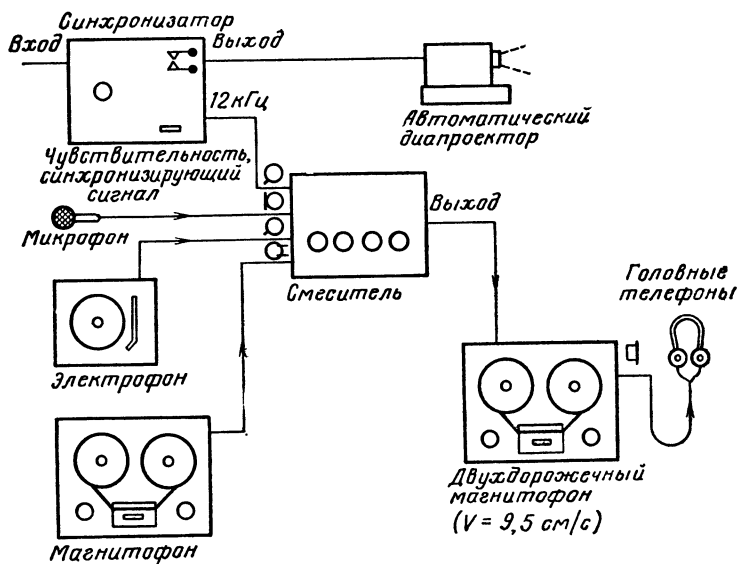 Синхронизатор
Вход
Выход
12 кГц
Автоматический
диапроектор
Чувствительность,
синхронизирующий
сигнал
Микрофон
Выход
Смеситель
Головные
телефоны
Электрофон
Двухдорожечный
магнитофон
(V = 9,5 см/с)
Магнитофон